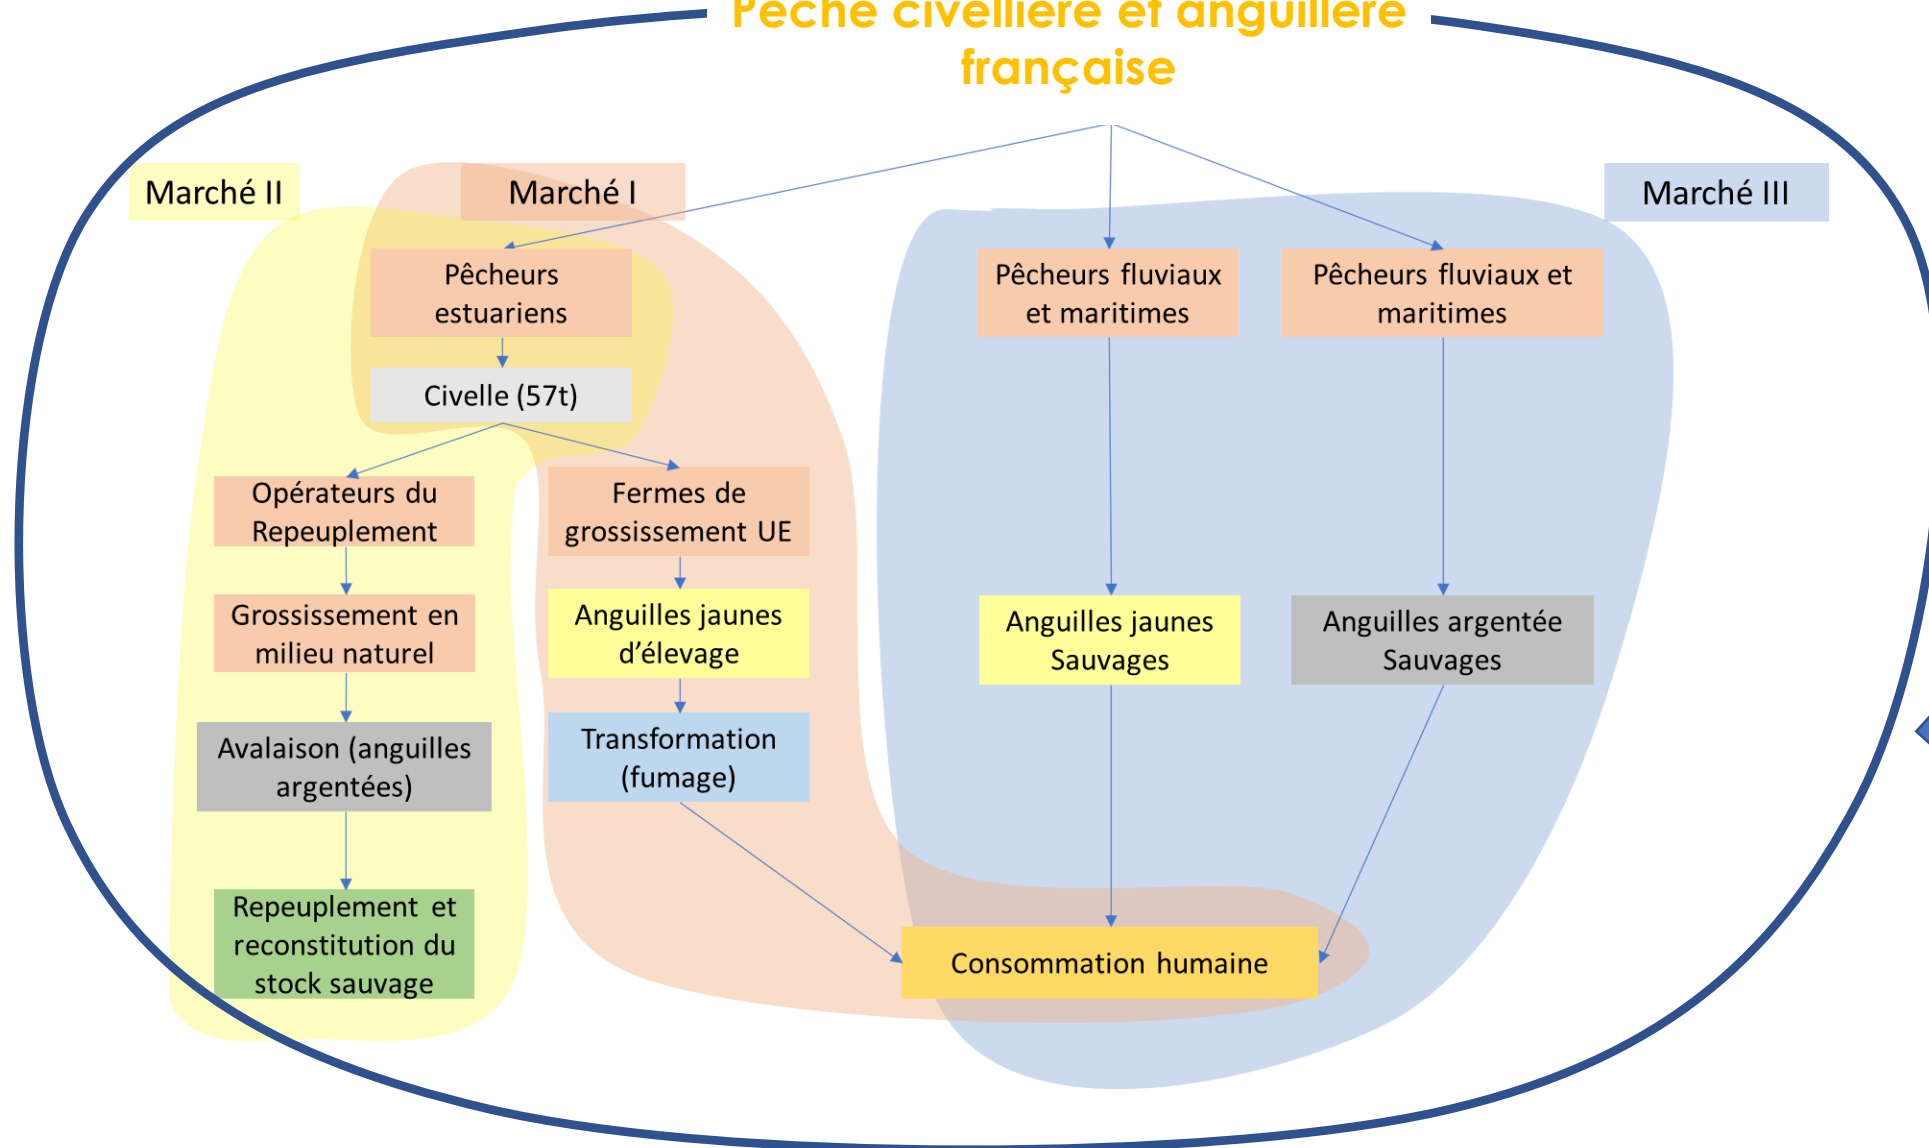 Pêche civellière et anguillère
française
Marché II
Marché I
Marché III
Pêcheurs
estuariens
Pêcheurs fluviaux
et maritimes
Pêcheurs fluviaux et
maritimes
Civelle (57t)
Opérateurs du
Repeuplement
Fermes de
grossissement UE
Grossissement en
milieu naturel
Anguilles jaunes
d'élevage
Anguilles jaunes
Sauvages
Anguilles argentée
Sauvages
Avalaison (anguilles
argentées)
Transformation
(fumage)
Repeuplement et
reconstitution du
stock sauvage
Consommation humaine